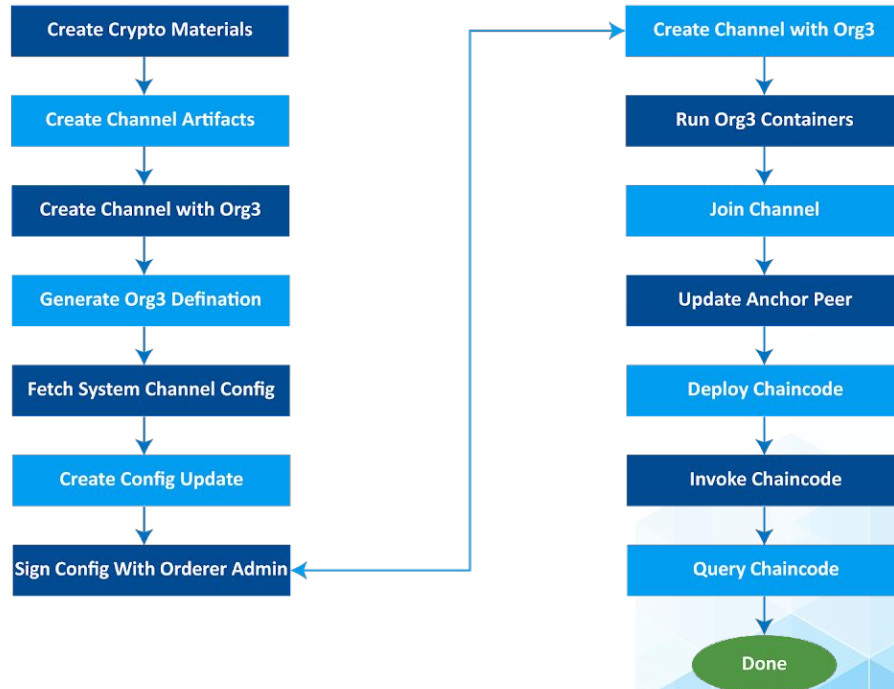 Create Crypto Materials
Create Channel Artifacts
Create Channel with Org3
Generate Org3 Defination
Fetch System Channel Config
Create Config Update
Sign Config With Orderer Admin
Create Channel with Org3
Run Org3 Containers
Join Channel
Update Anchor Peer
Deploy Chaincode
Invoke Chaincode
Query Chaincode
Done